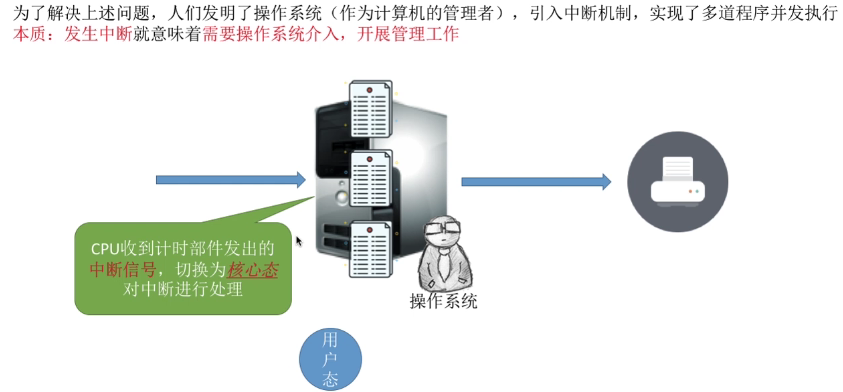 为了解决上述问题，人们发明了操作系统（作为计算机的管理者），引入中断机制，实现了多道程序并发执行
本质：发生中断就意味着需要操作系统介入，开展管理工作
CPU收到计时部件发出的
中断信号，切换为核心态
对中断进行处理
操作系统
用
户
态